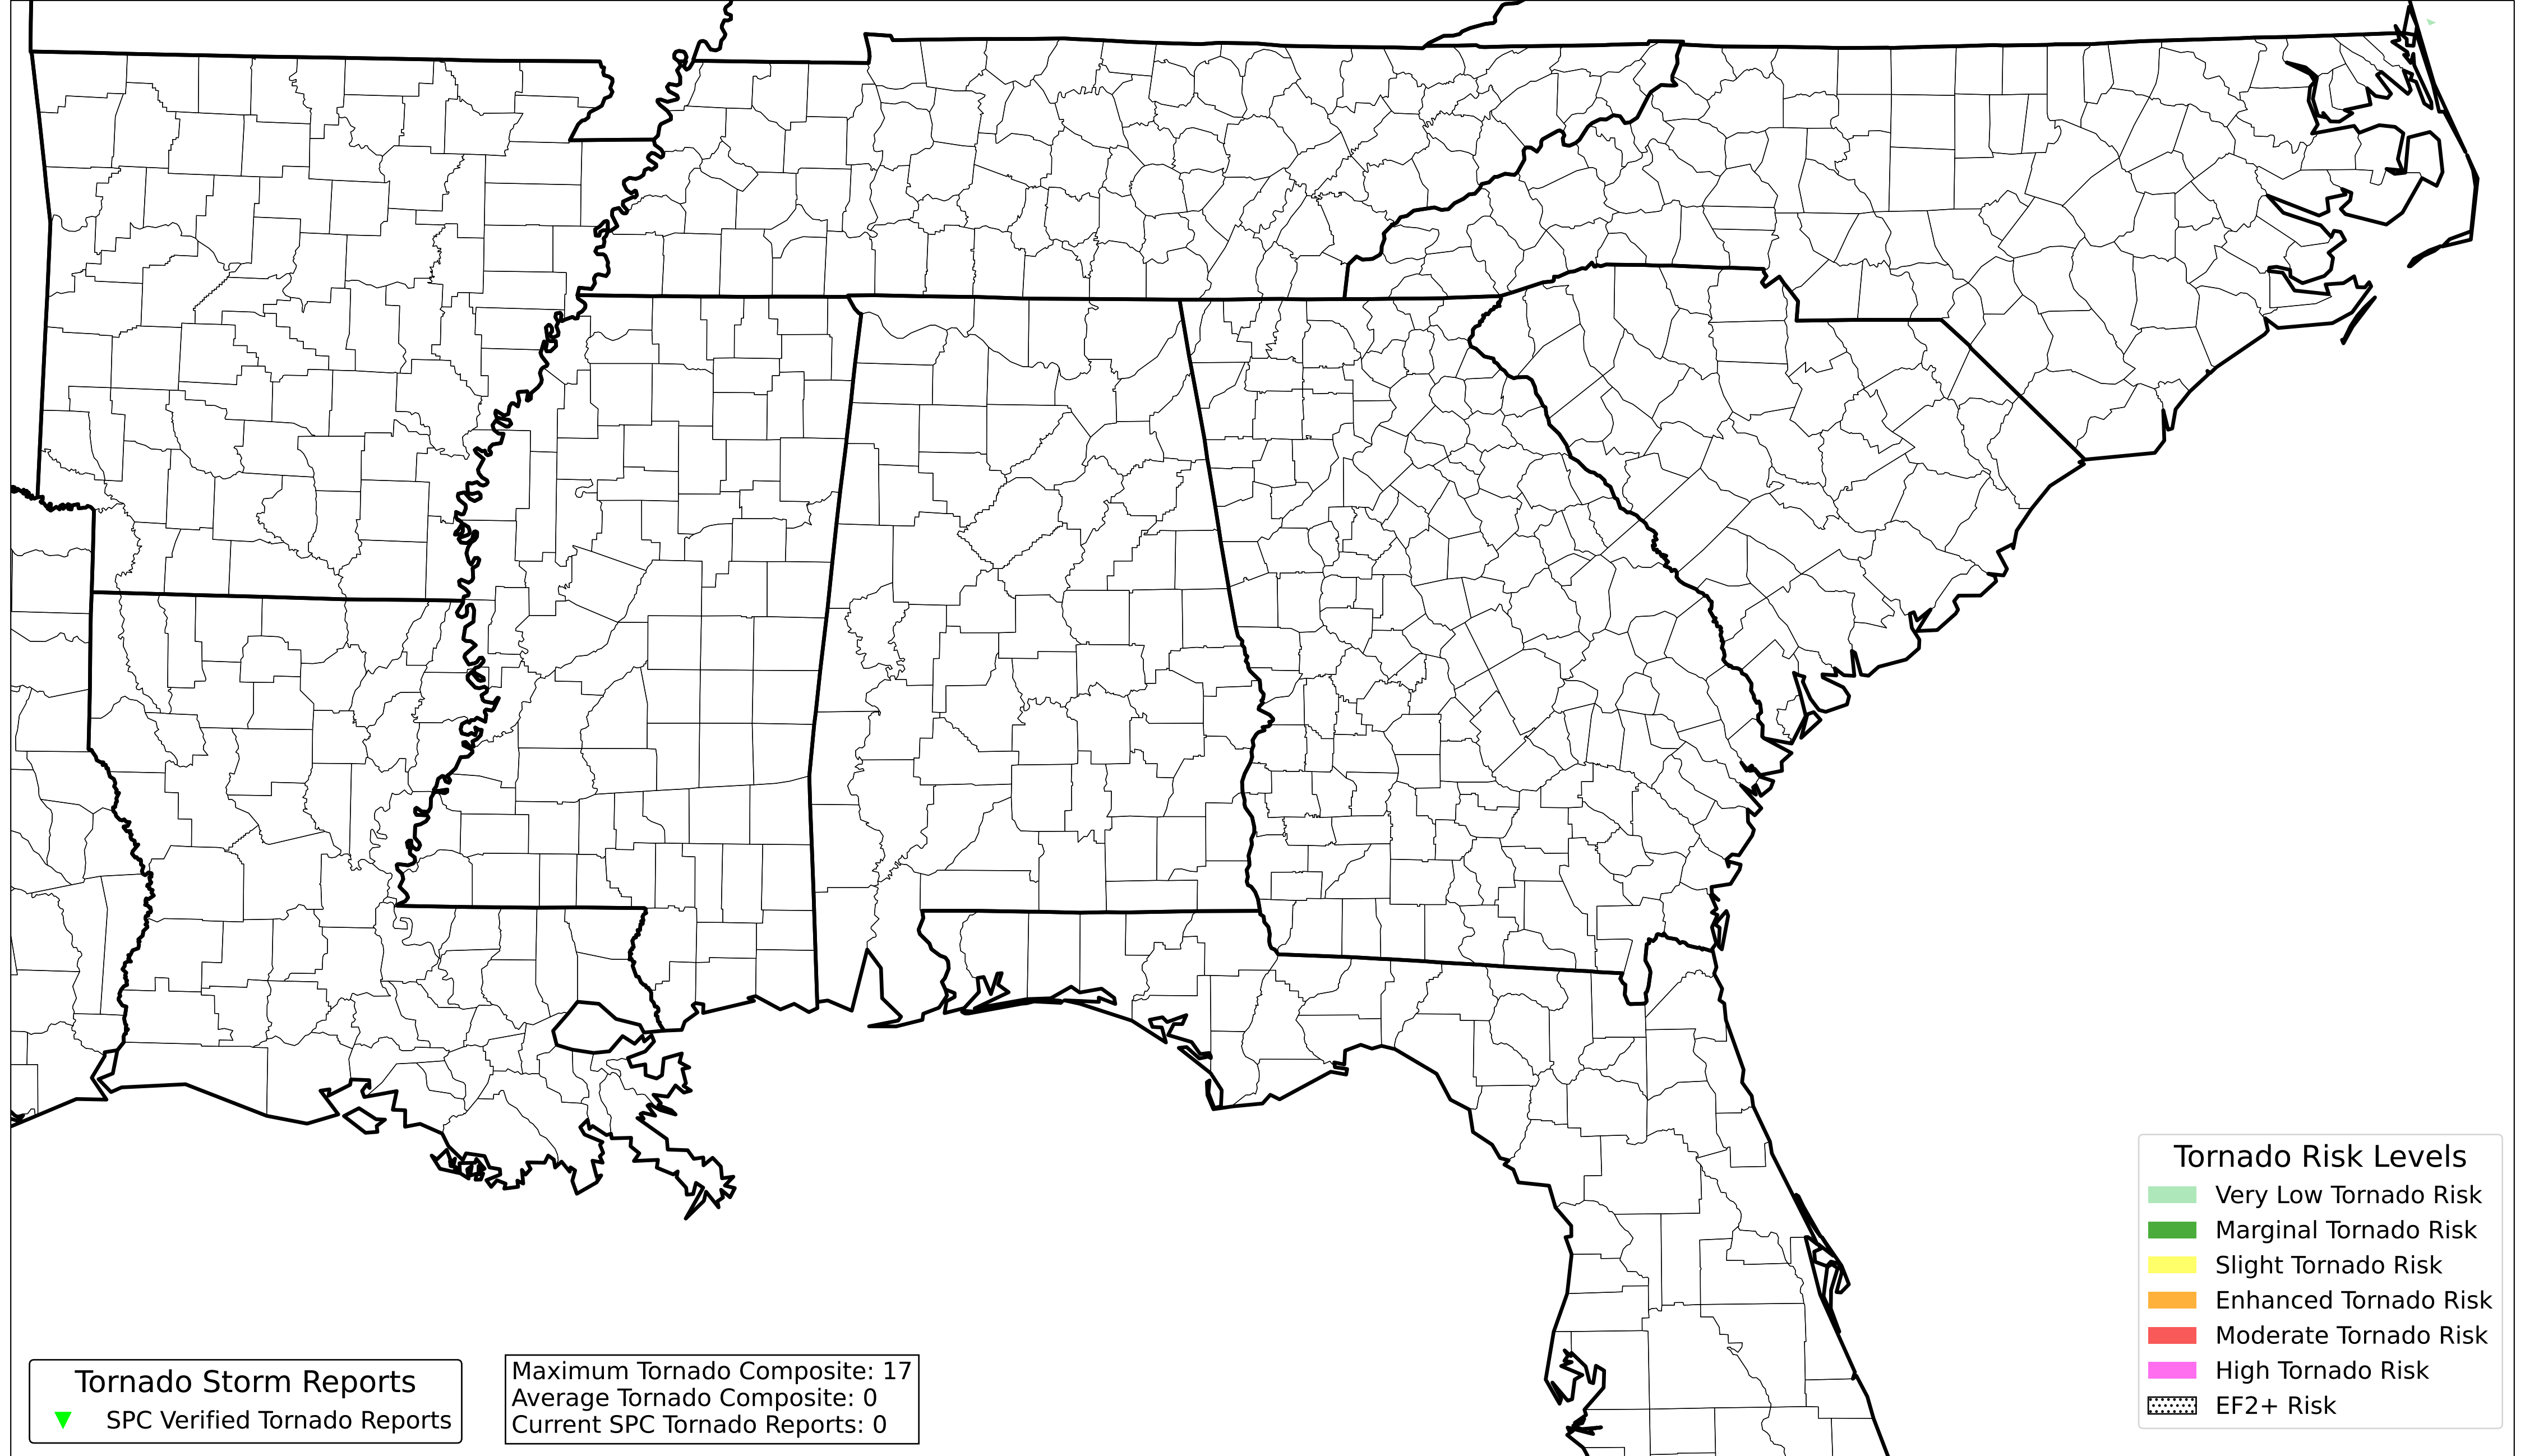 Tornado Storm Reports
SPC Verified Tornado Reports
Maximum Tornado Composite: 17
Average Tornado Composite: 0
Current SPC Tornado Reports: 0
Tornado Risk Levels
Very Low Tornado Risk
Marginal Tornado Risk
Slight Tornado Risk
Enhanced Tornado Risk
Moderate Tornado Risk
High Tornado Risk
EF2+ Risk